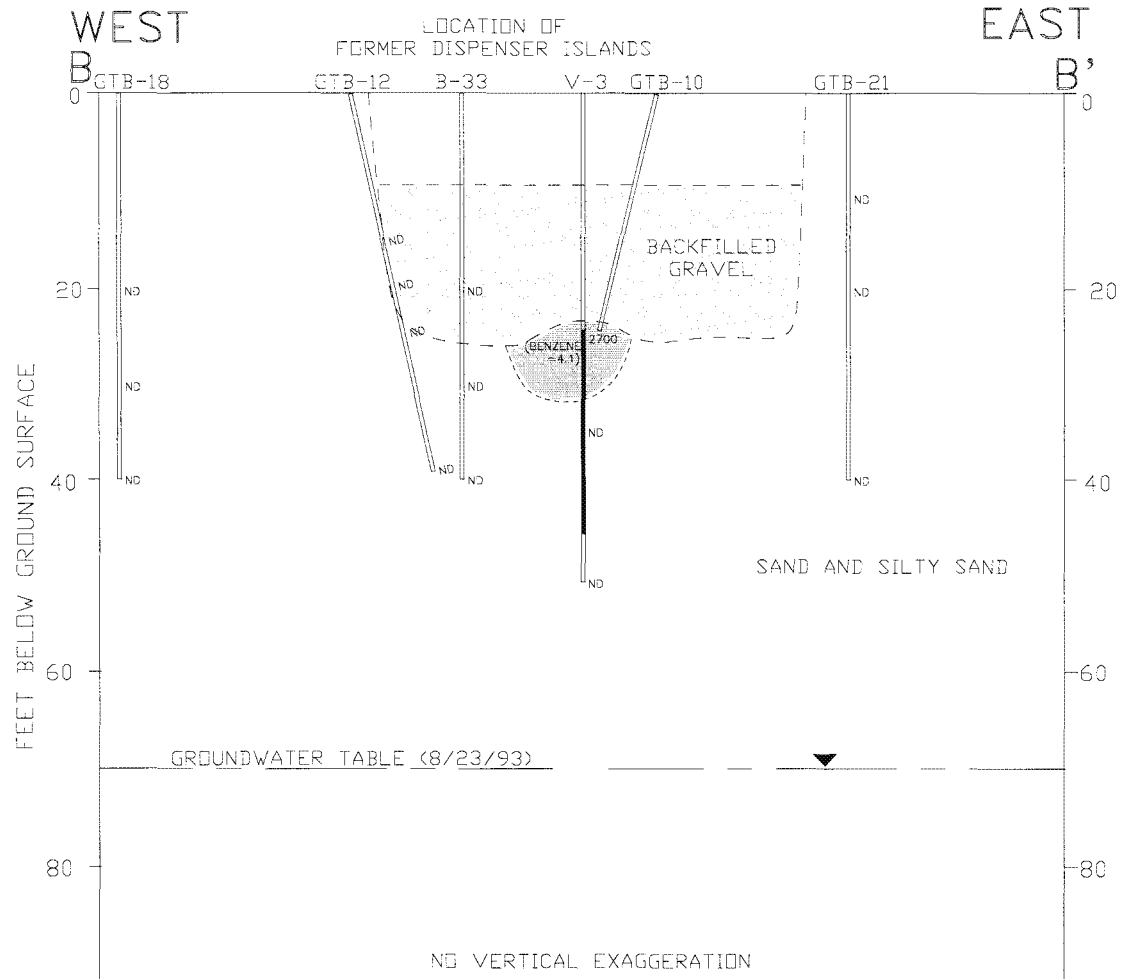 WEST
EAST
LOCATION OF
FORMER DISPENSER ISLANDS
B
B'
GTB-18
GTB-12
B-33
V-3
GTB-10
GTB-21
0
0
ND
ND
BACKFILLED
GRAVEL
ND
20
ND
ND
ND
ND
20
ND
2700
(BENZENE
=4.1)
ND
ND
ND
ND
40
ND
ND
ND
40
FEET BELOW GROUND SURFACE
SAND AND SILTY SAND
ND
60
60
GROUNDWATER TABLE (8/23/93)
80
80
NO VERTICAL EXAGGERATION